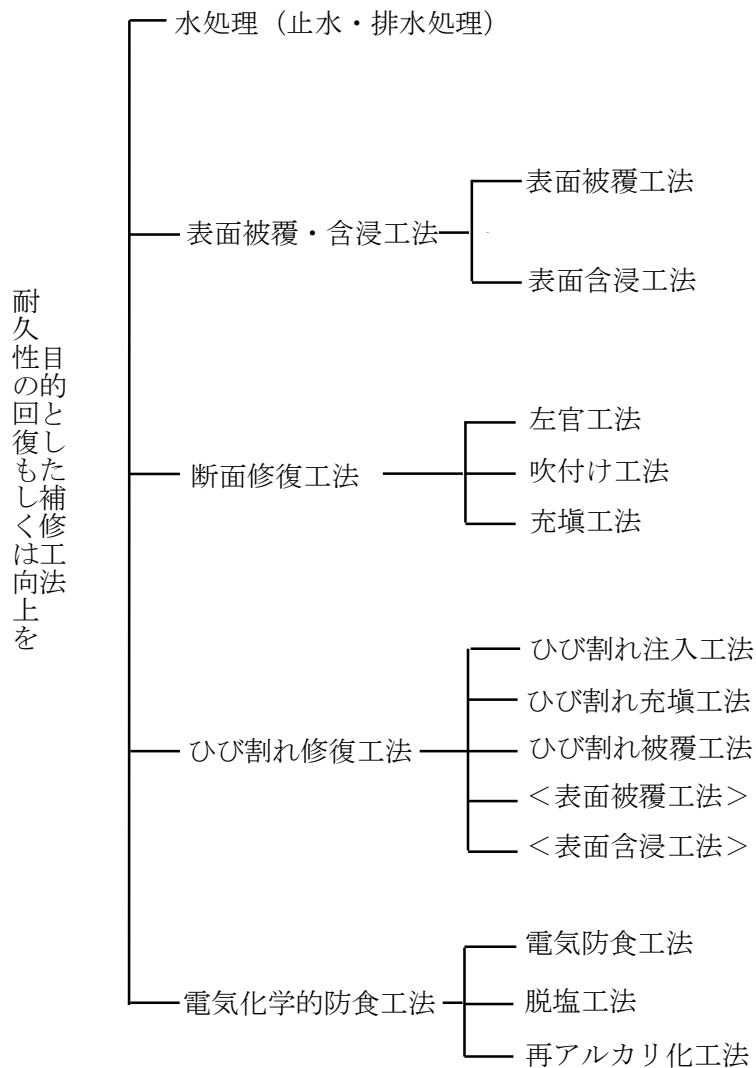 耐久性の回復もしくは向上を
目的とした補修工法
水処理（止水・排水処理）
表面被覆・含浸工法
表面被覆工法
表面含浸工法
断面修復工法
左官工法
吹付け工法
充塡工法
ひび割れ修復工法
ひび割れ注入工法
ひび割れ充塡工法
ひび割れ被覆工法
＜表面被覆工法＞
＜表面含浸工法＞
電気化学的防食工法
電気防食工法
脱塩工法
再アルカリ化工法